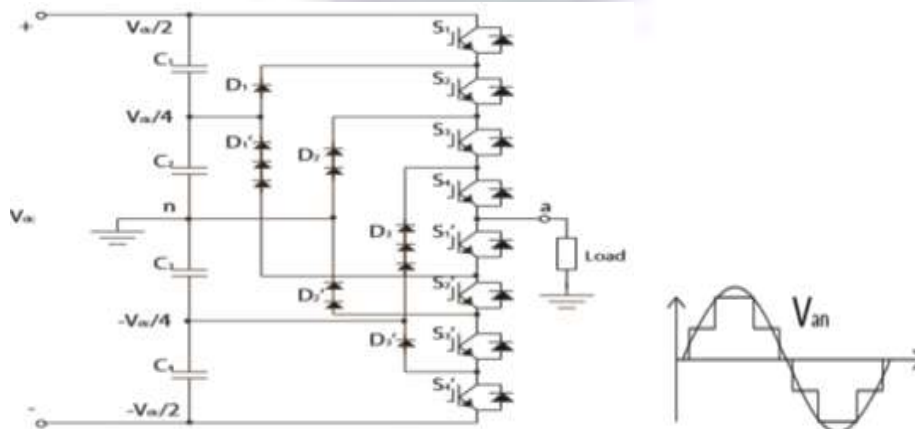 +
Vdc/2
C₁
Vdc/4
C₂
n
Vdc
C₃
-Vdc/4
C₄
-Vdc/2
-
D₁
D₁'
D₂
D₂'
D₃
D₃'
S₁
S₂
S₃
S₄
S₁'
S₂'
S₃'
S₄'
a
Load
Van